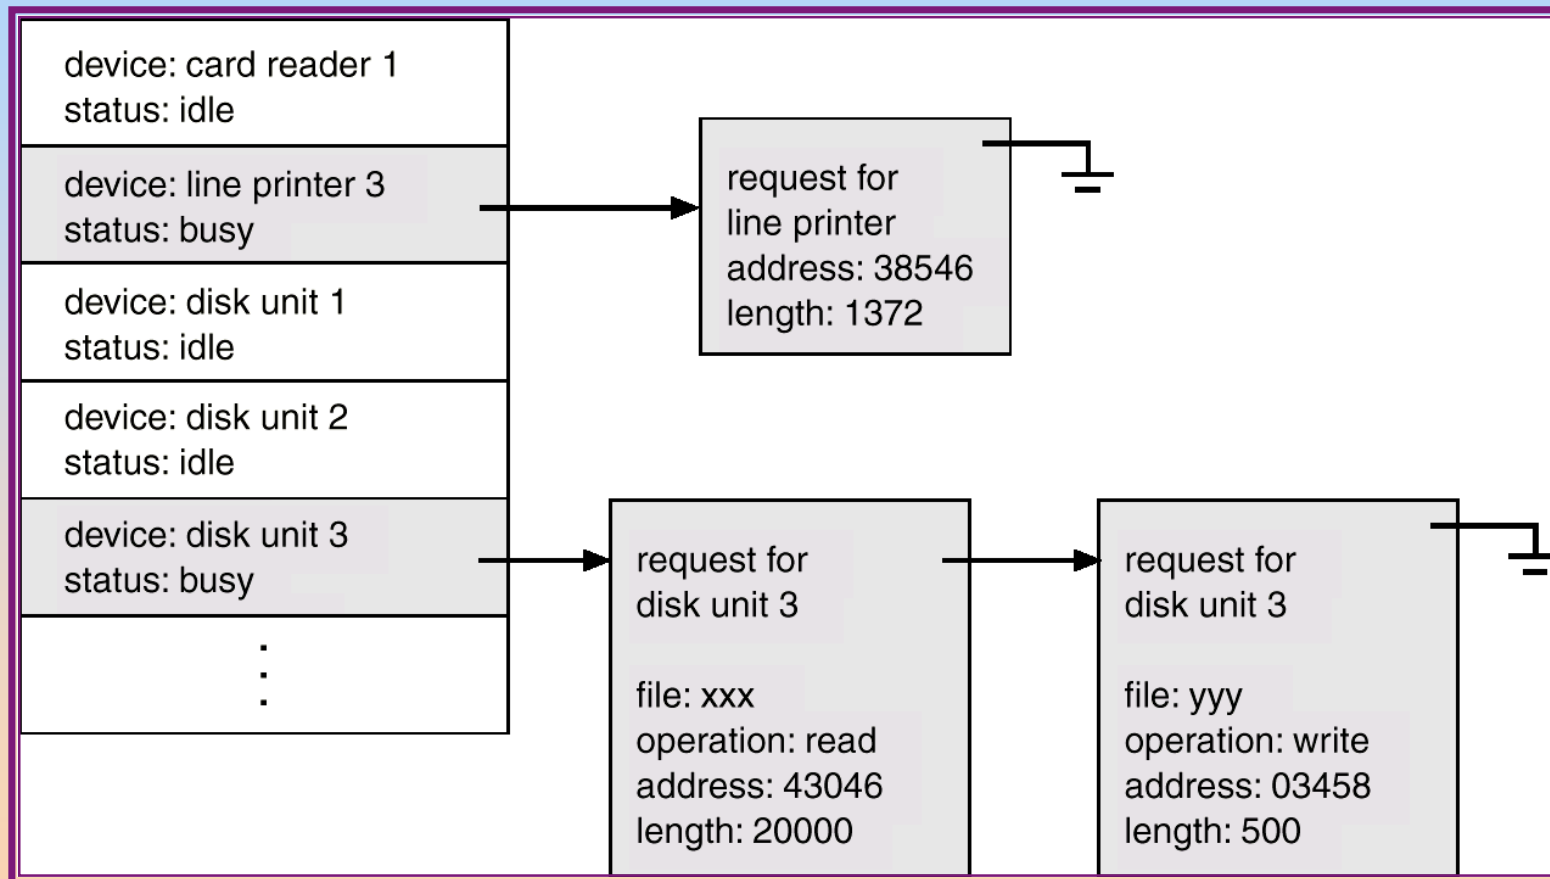 device: card reader 1
status: idle
device: line printer 3
status: busy
device: disk unit 1
status: idle
device: disk unit 2
status: idle
device: disk unit 3
status: busy
request for
line printer
address: 38546
length: 1372
request for
disk unit 3
file: xxx
operation: read
address: 43046
length: 20000
request for
disk unit 3
file: yyy
operation: write
address: 03458
length: 500